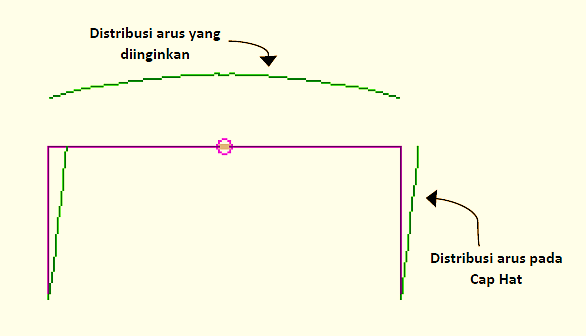 Distribusi arus yang
diinginkan
Distribusi arus pada
Cap Hat